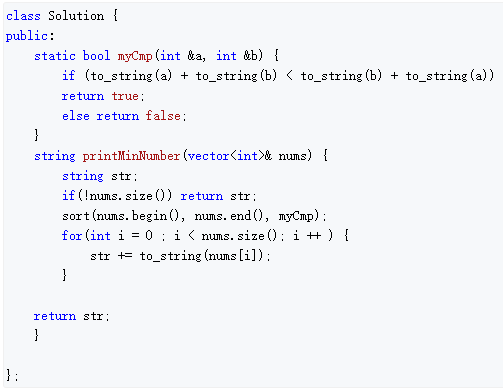 class Solution {
public:
    static bool myCmp(int &a, int &b) {
        if (to_string(a) + to_string(b) < to_string(b) + to_string(a))
        return true;
        else return false;
    }
    string printMinNumber(vector<int>& nums) {
        string str;
        if(!nums.size()) return str;
        sort(nums.begin(), nums.end(), myCmp);
        for(int i = 0 ; i < nums.size(); i ++ ) {
            str += to_string(nums[i]);
        }

    return str;
    }

};